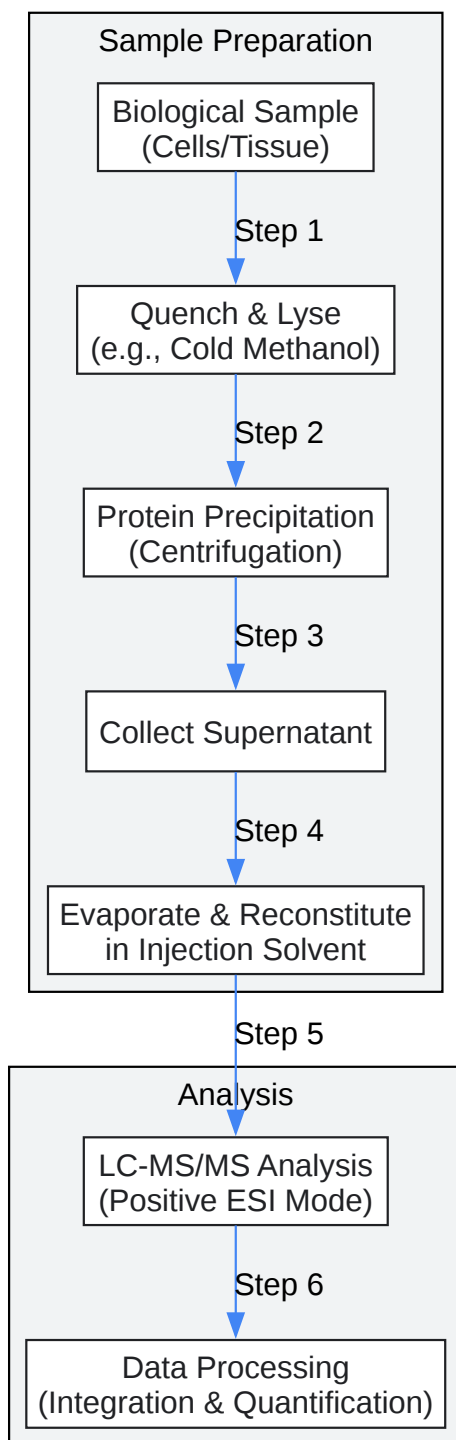 Sample Preparation
Biological Sample
(Cells/Tissue)
Step 1
Quench & Lyse
(e.g., Cold Methanol)
Step 2
Protein Precipitation
(Centrifugation)
Step 3
Collect Supernatant
Step 4
Evaporate & Reconstitute
in Injection Solvent
Step 5
Analysis
LC-MS/MS Analysis
(Positive ESI Mode)
Step 6
Data Processing
(Integration & Quantification)